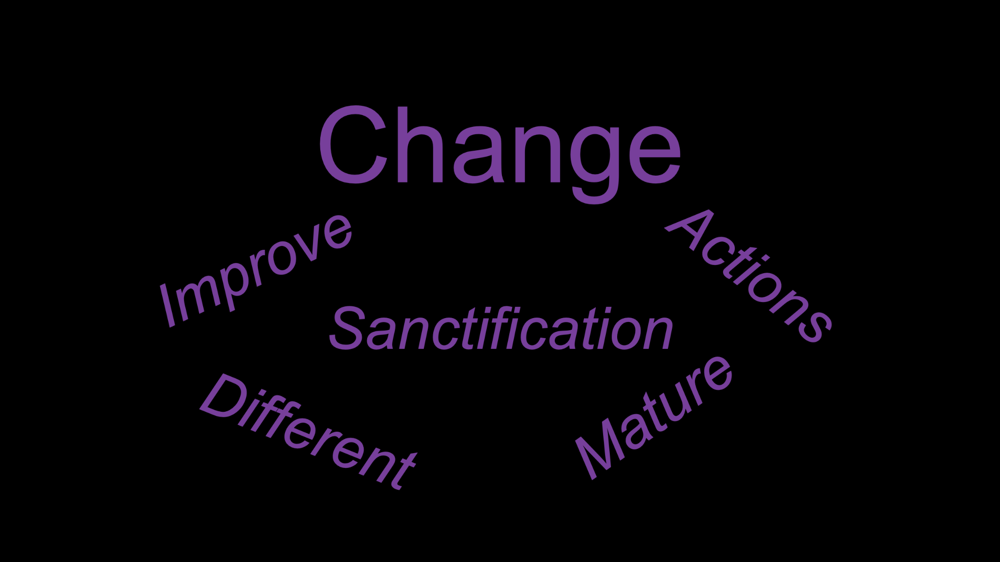 Change
Improve
Actions
Sanctification
Different
Mature